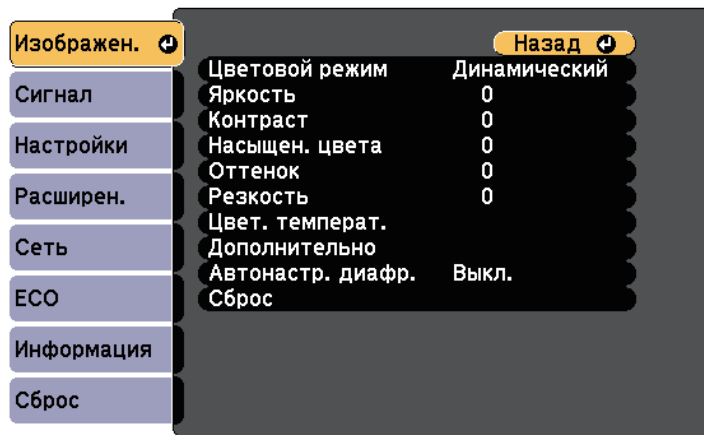 Изображен.
Сигнал
Настройки
Расширен.
Сеть
ECO
Информация
Сброс
Назад
Цветовой режим Динамический
Яркость 0
Контраст 0
Насыщен. цвета 0
Оттенок 0
Резкость 0
Цвет. температ.
Дополнительно
Автонастр. диафр. Выкл.
Сброс